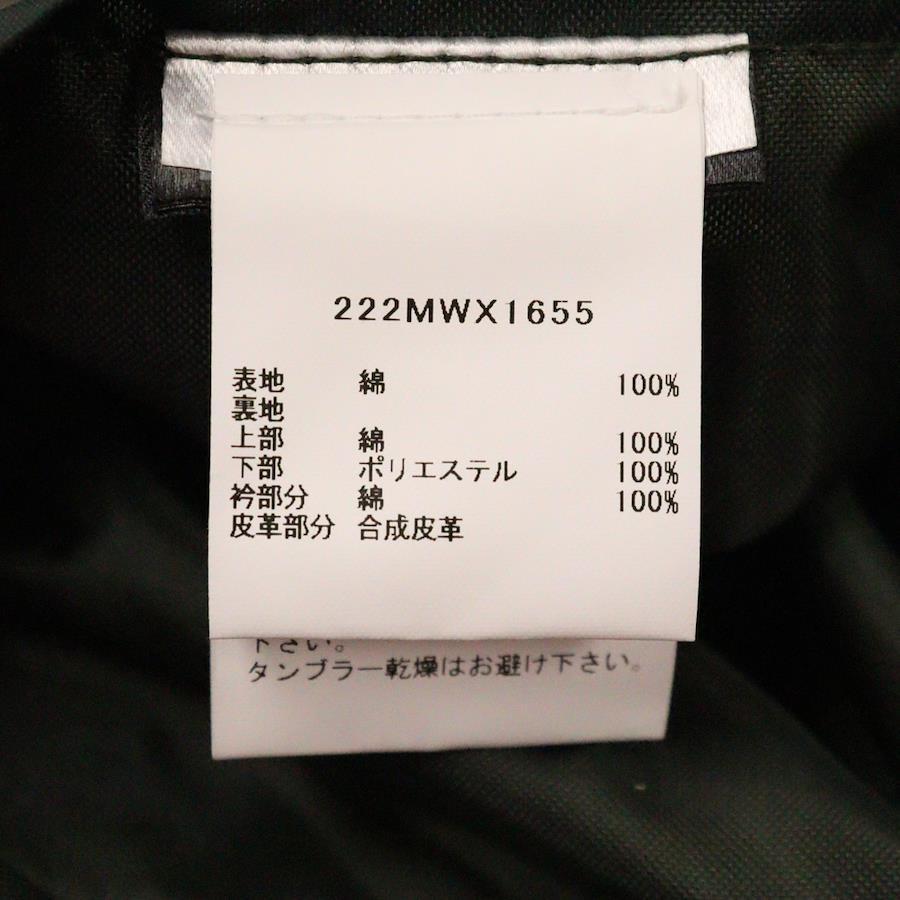 222MWX1655
表地 綿 100%
裏地
上部 綿 100%
下部 ポリエステル 100%
衿部分 綿 100%
皮革部分 合成皮革
下さい。
タンブラー乾燥はお避け下さい。